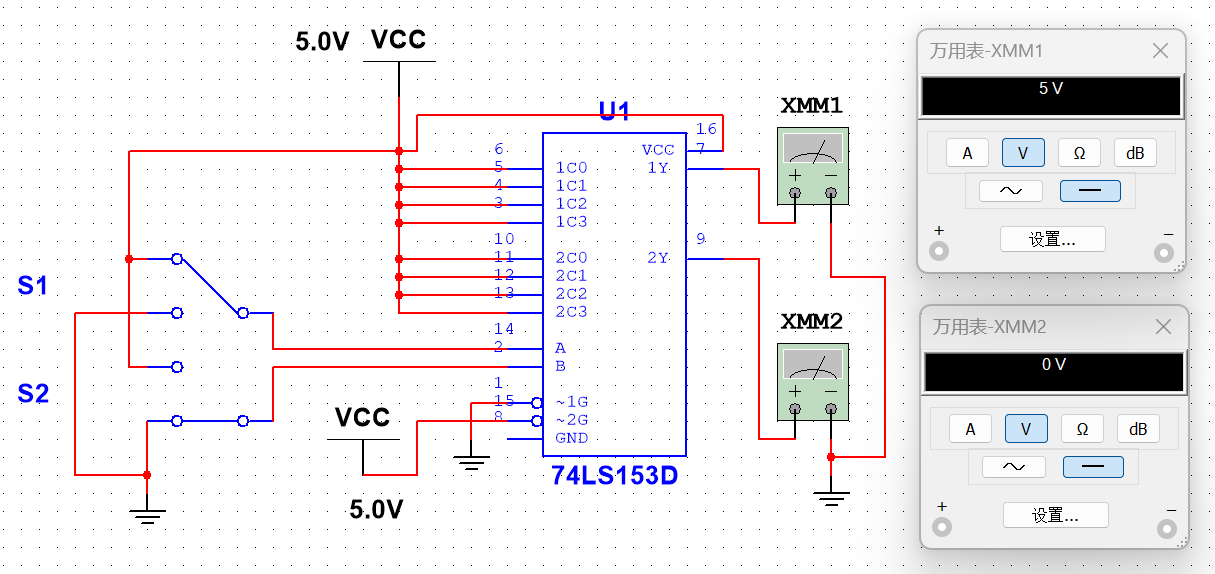 5.0V VCC
U1
XMM1
16
6
VCC 7
5 1C0 1Y
4 1C1
3 1C2
1C3
10 9
11 2C0 2Y
12 2C1
13 2C2
2C3
S1
14
XMM2
2 A
B
S2
1
15 ~1G
VCC
8 ~2G
GND
74LS153D
5.0V
万用表-XMM1
5 V
A V Ω dB
+ −
设置...
万用表-XMM2
0 V
A V Ω dB
+ −
设置...